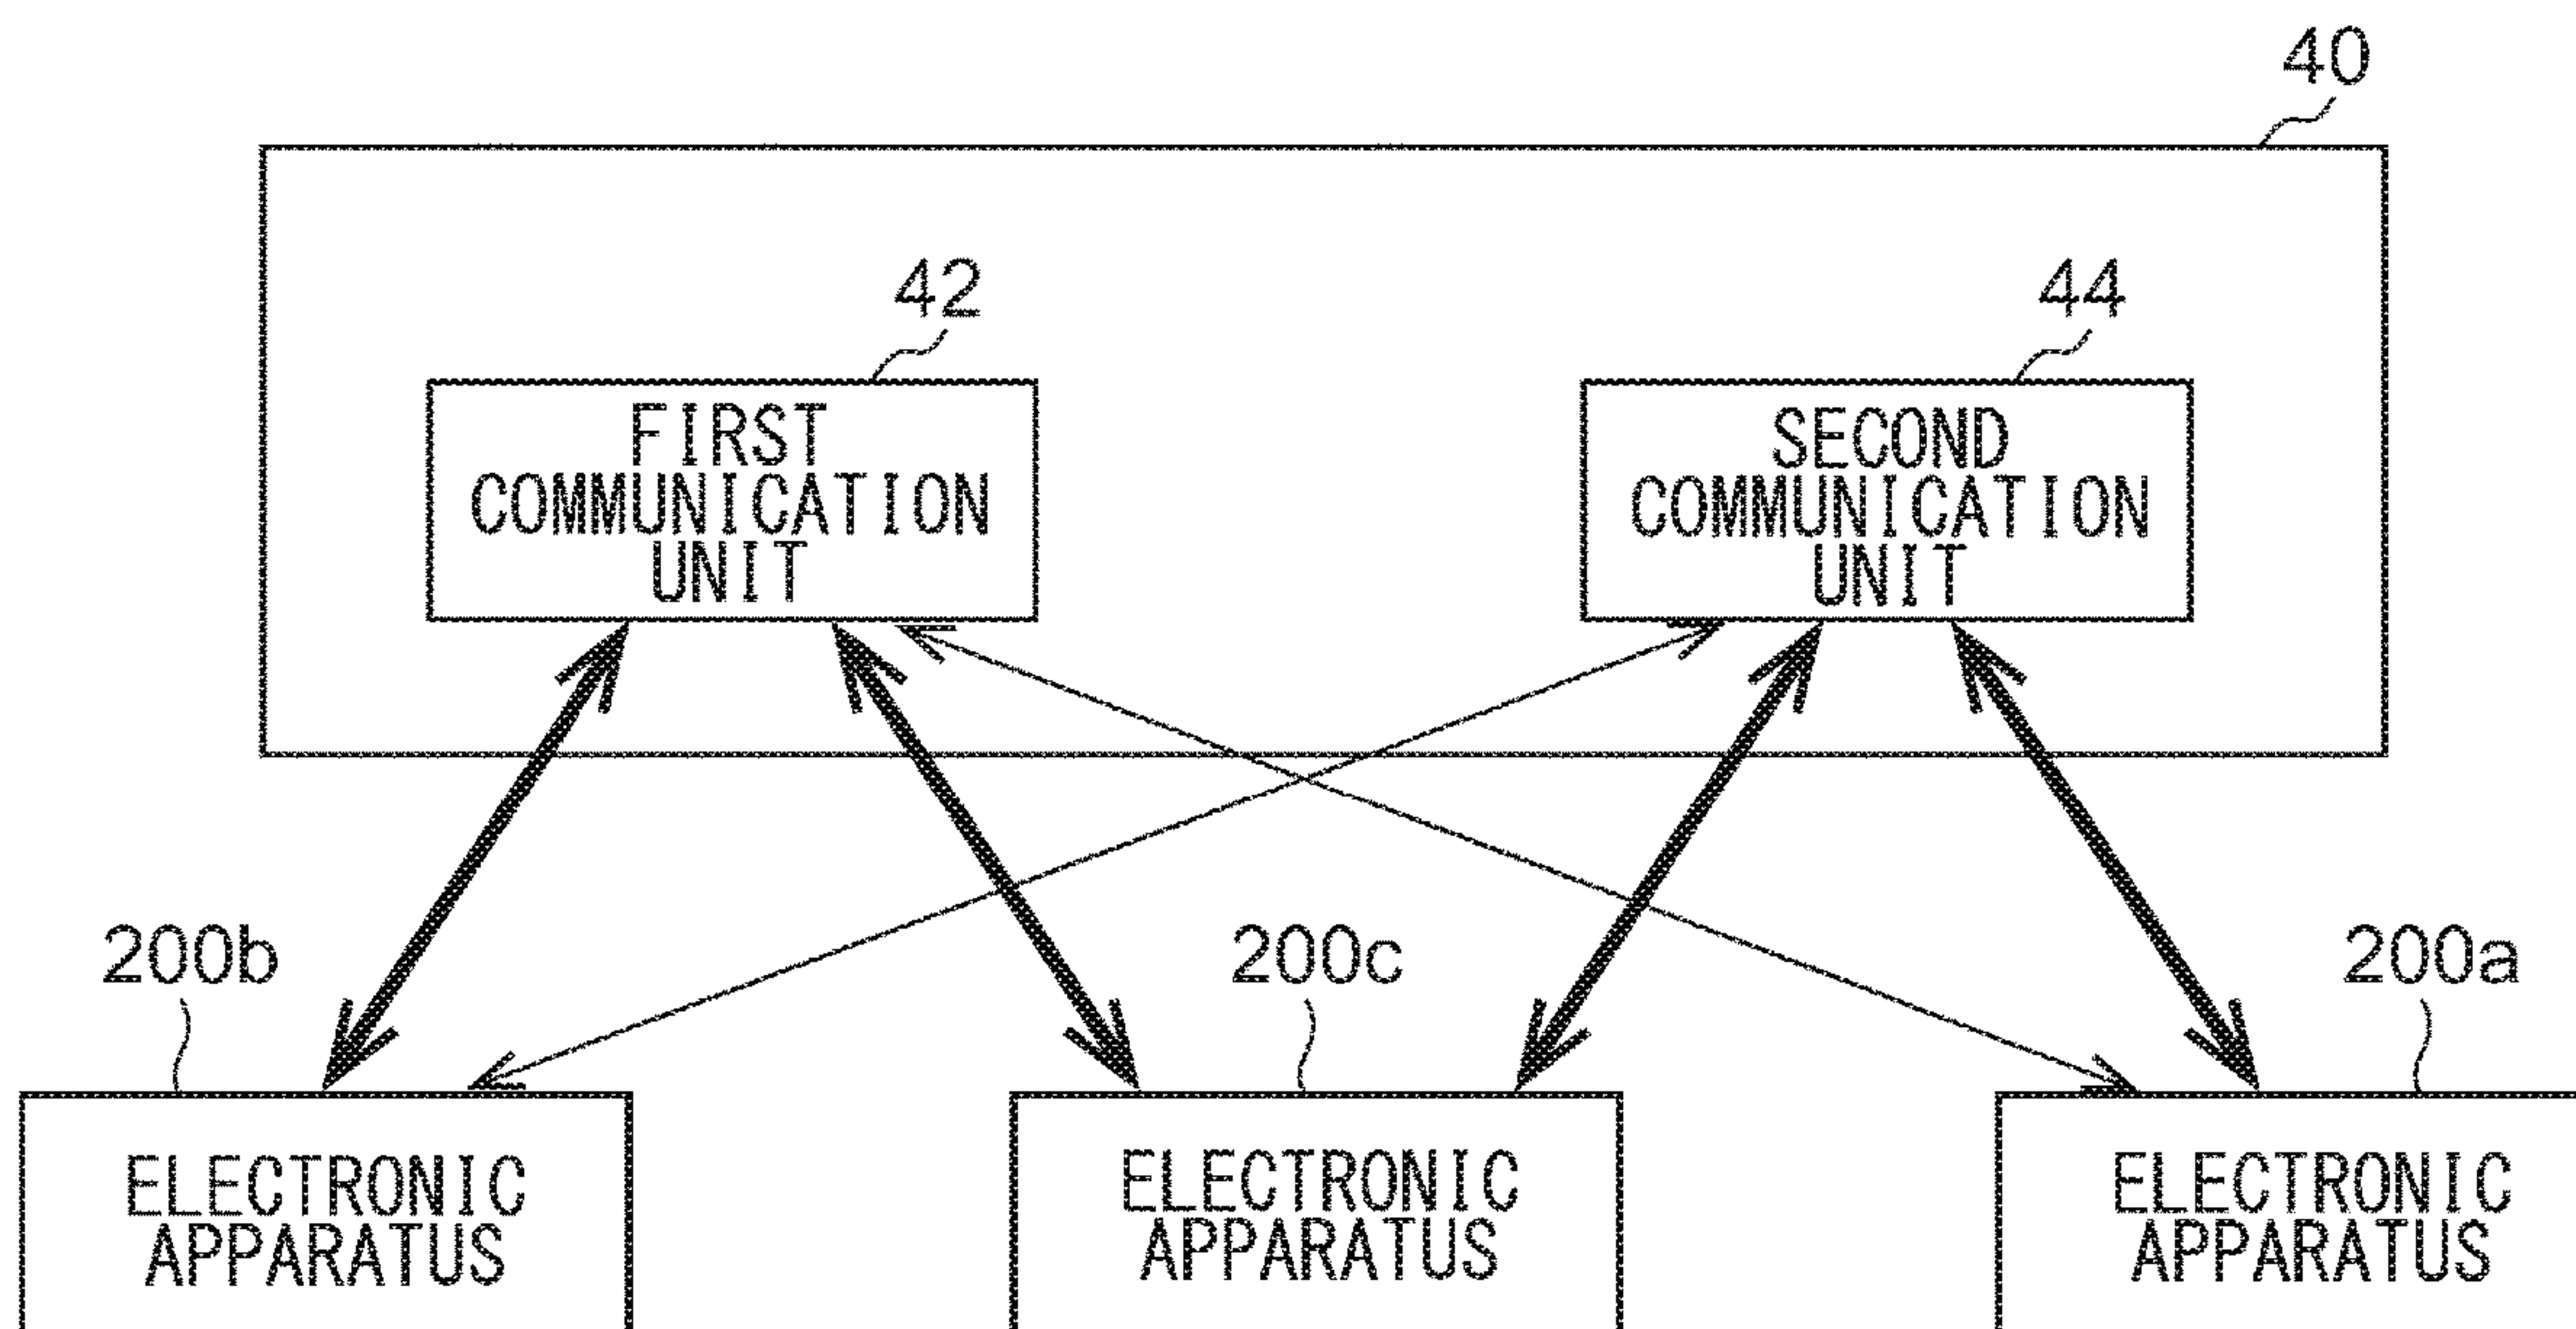 40
42
44
FIRST
COMMUNICATION
UNIT
SECOND
COMMUNICATION
UNIT
200b
200c
200a
ELECTRONIC
APPARATUS
ELECTRONIC
APPARATUS
ELECTRONIC
APPARATUS